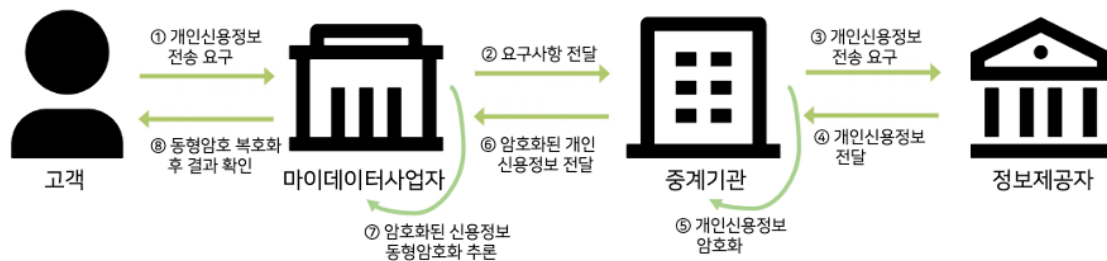 ① 개인신용정보
전송 요구
② 요구사항 전달
③ 개인신용정보
전송 요구
⑧ 동형암호 복호화
후 결과 확인
⑥ 암호화된 개인
신용정보 전달
④ 개인신용정보
전달
고객
마이데이터사업자
중계기관
정보제공자
⑦ 암호화된 신용정보
동형암호화 추론
⑤ 개인신용정보
암호화